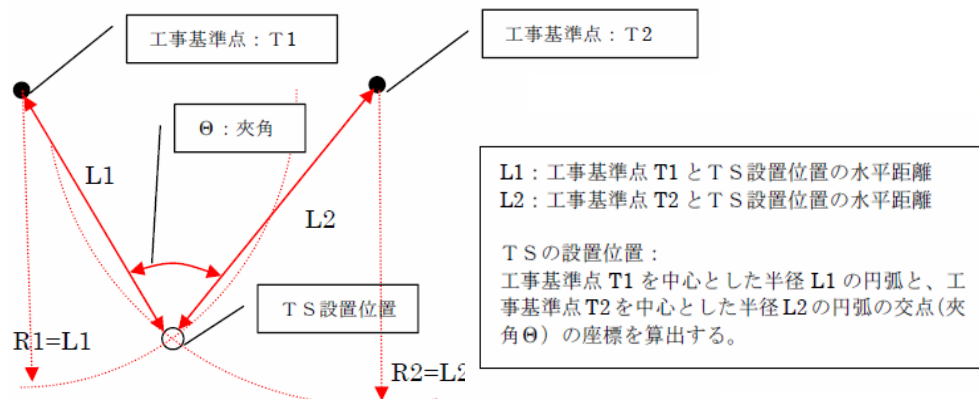 工事基準点：Ｔ1
工事基準点：Ｔ2
Θ：夾角
L1
L2
ＴＳ設置位置
R1=L1
R2=L2
L1：工事基準点 T1 とＴＳ設置位置の水平距離
L2：工事基準点 T2 とＴＳ設置位置の水平距離
ＴＳの設置位置：
工事基準点 T1 を中心とした半径 L1 の円弧と、工
事基準点 T2 を中心とした半径 L2 の円弧の交点(夾
角Θ）の座標を算出する。